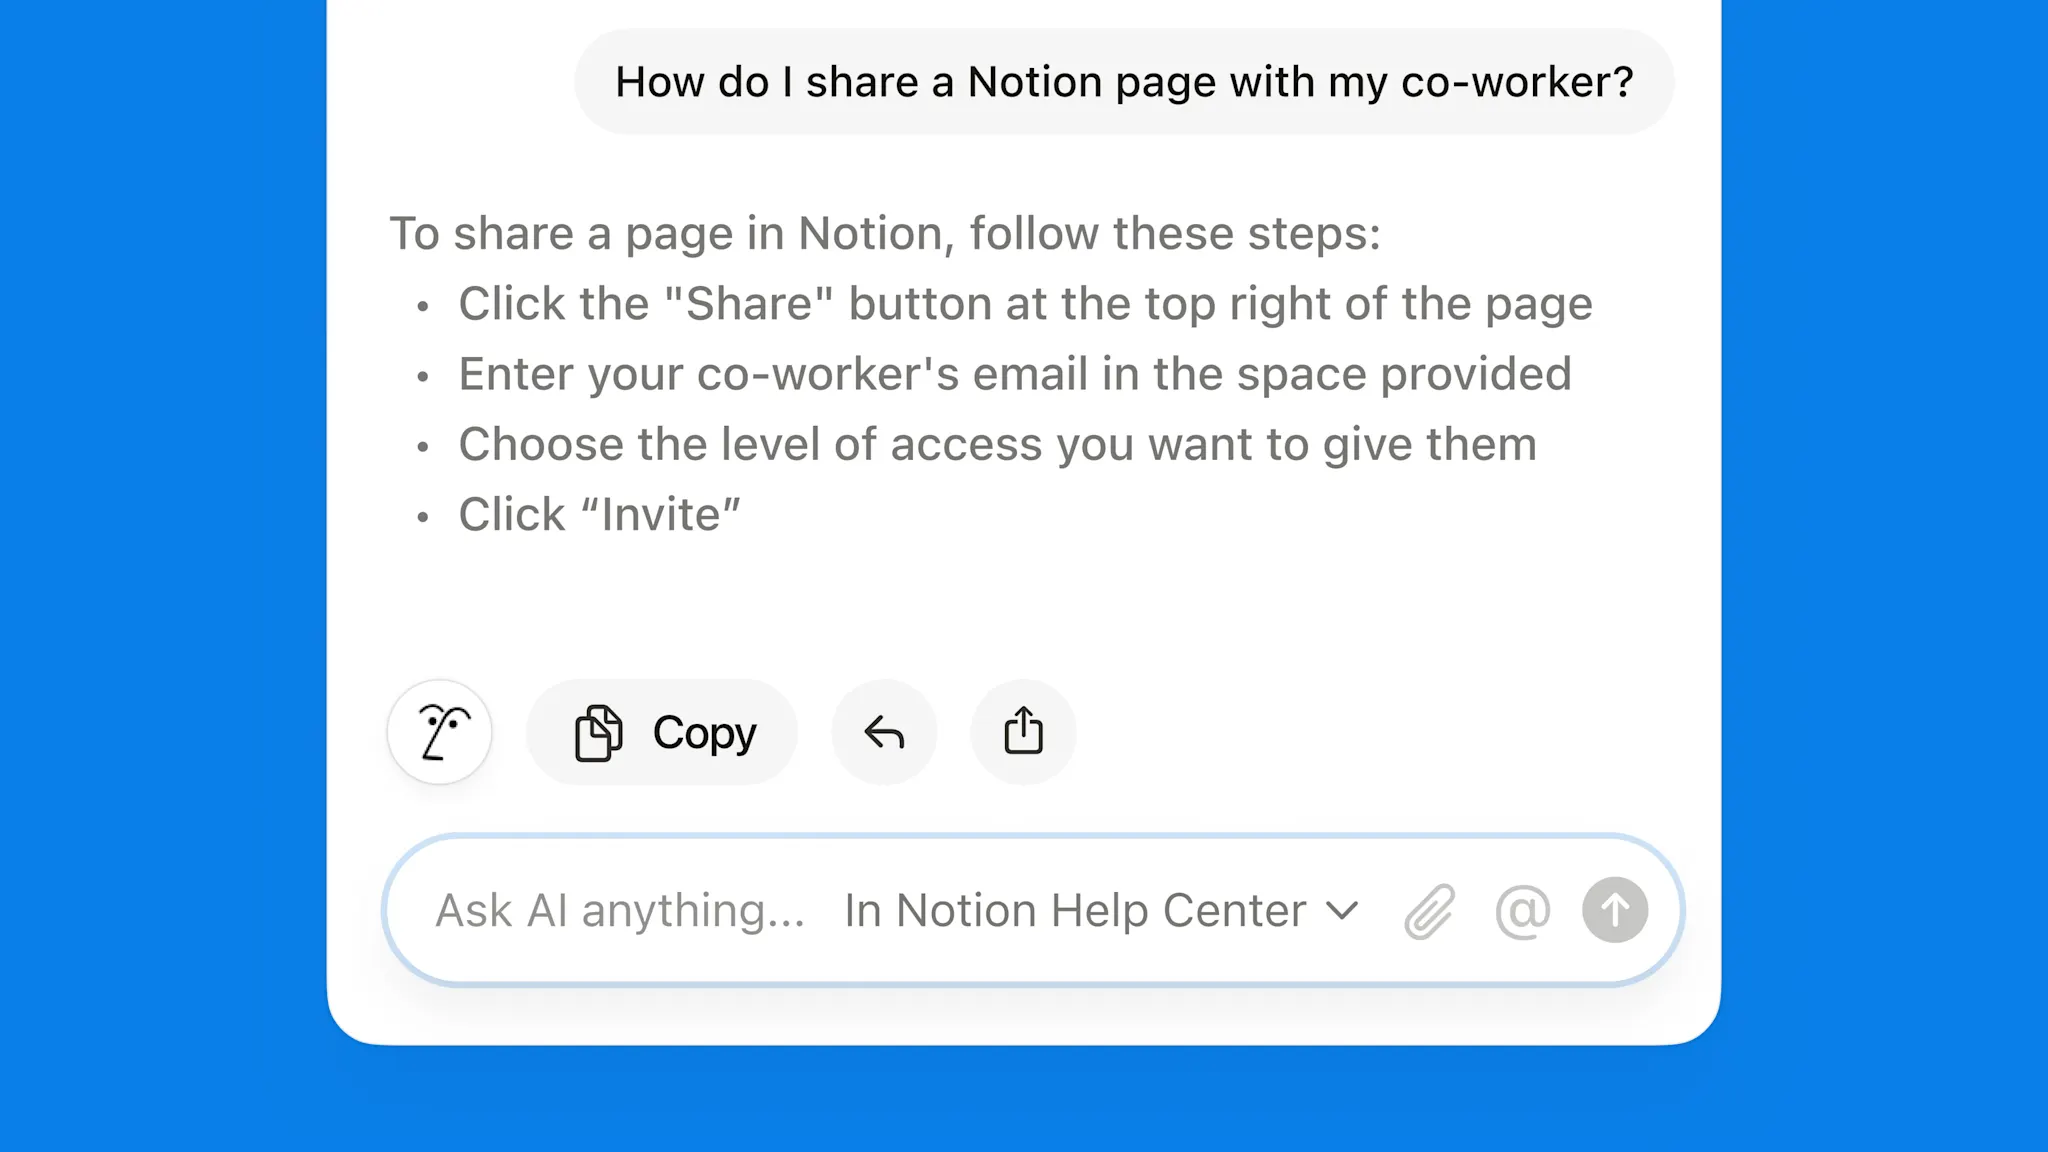 How do I share a Notion page with my co-worker?
To share a page in Notion, follow these steps:
• Click the "Share" button at the top right of the page
• Enter your co-worker's email in the space provided
• Choose the level of access you want to give them
• Click “Invite”
Copy
Ask AI anything... In Notion Help Center